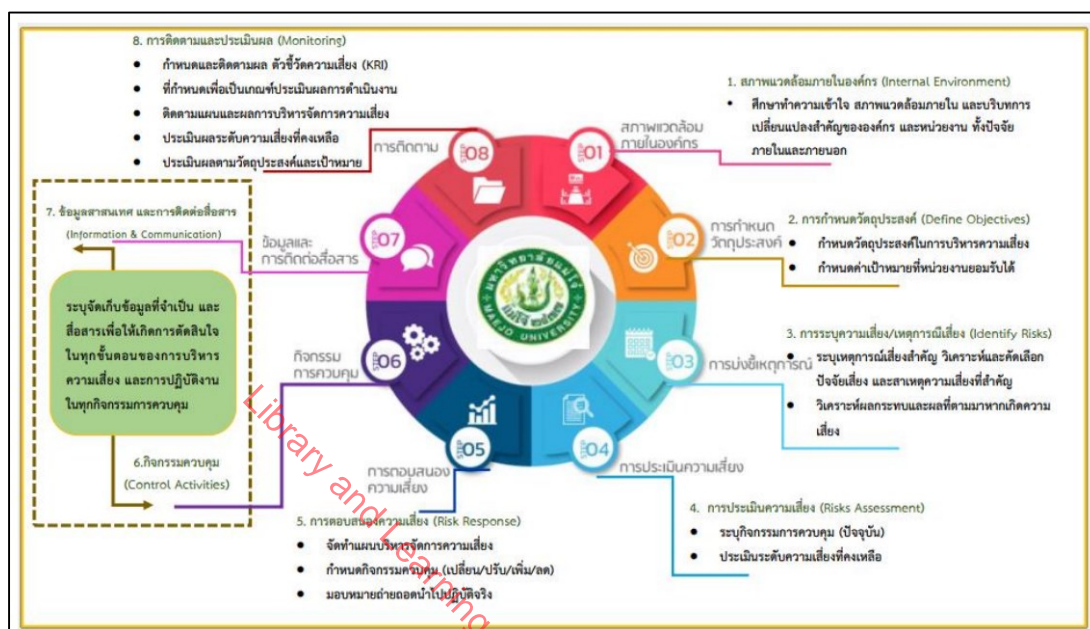 8. การติดตามและประเมินผล (Monitoring)
● กำหนดและติดตามผล ตัวชี้วัดความเสี่ยง (KRI)
● ที่กำหนดเพื่อเป็นเกณฑ์ประเมินผลการดำเนินงาน
● ติดตามแผนและผลการบริหารจัดการความเสี่ยง
● ประเมินผลระดับความเสี่ยงที่คงเหลือ
● ประเมินผลตามวัตถุประสงค์และเป้าหมาย
1. สภาพแวดล้อมภายในองค์กร (Internal Environment)
• ศึกษาทำความเข้าใจ สภาพแวดล้อมภายใน และบริบทการ
เปลี่ยนแปลงสำคัญขององค์กร และหน่วยงาน ทั้งปัจจัย
ภายในและภายนอก
การติดตาม
STEP 08
STEP 01
สภาพแวดล้อม
ภายในองค์กร
7. ข้อมูลสาสนเทศ และการติดต่อสื่อสาร
(Information & Communication)
ข้อมูลและ
การติดต่อสื่อสาร
STEP 07
STEP 02
การกำหนด
วัตถุประสงค์
2. การกำหนดวัตถุประสงค์ (Define Objectives)
● กำหนดวัตถุประสงค์ในการบริหารความเสี่ยง
● กำหนดค่าเป้าหมายที่หน่วยงานยอมรับได้
มหาวิทยาลัยแม่โจ้
MAEJO UNIVERSITY
ระบุจัดเก็บข้อมูลที่จำเป็น และ
สื่อสารเพื่อให้เกิดการตัดสินใจ
ในทุกขั้นตอนของการบริหาร
ความเสี่ยง และการปฏิบัติงาน
ในทุกกิจกรรมการควบคุม
กิจกรรม
การควบคุม
STEP 06
STEP 03
การบ่งชี้เหตุการณ์
3. การระบุความเสี่ยง/เหตุการณ์เสี่ยง (Identify Risks)
● ระบุเหตุการณ์เสี่ยงสำคัญ วิเคราะห์และคัดเลือก
ปัจจัยเสี่ยง และสาเหตุความเสี่ยงที่สำคัญ
● วิเคราะห์ผลกระทบและผลที่ตามมาหากเกิดความ
เสี่ยง
6.กิจกรรมควบคุม
(Control Activities)
การตอบสนอง
ความเสี่ยง
STEP 05
STEP 04
การประเมินความเสี่ยง
5. การตอบสนองความเสี่ยง (Risk Response)
● จัดทำแผนบริหารจัดการความเสี่ยง
● กำหนดกิจกรรมควบคุม (เปลี่ยน/ปรับ/เพิ่ม/ลด)
● มอบหมายถ่ายถอดนำไปปฏิบัติจริง
4. การประเมินความเสี่ยง (Risks Assessment)
● ระบุกิจกรรมการควบคุม (ปัจจุบัน)
● ประเมินระดับความเสี่ยงที่คงเหลือ
Library and Learning